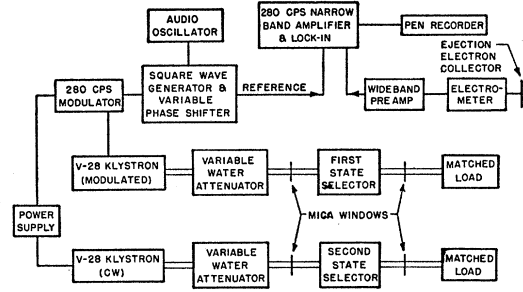 AUDIO
OSCILLATOR
280 CPS NARROW
BAND AMPLIFIER
& LOCK-IN
PEN RECORDER
EJECTION
ELECTRON
COLLECTOR
280 CPS
MODULATOR
SQUARE WAVE
GENERATOR &
VARIABLE
PHASE SHIFTER
REFERENCE
WIDEBAND
PREAMP
ELECTRO-
METER
V-28 KLYSTRON
(MODULATED)
VARIABLE
WATER
ATTENUATOR
FIRST
STATE
SELECTOR
MATCHED
LOAD
POWER
SUPPLY
MICA WINDOWS
V-28 KLYSTRON
(CW)
VARIABLE
WATER
ATTENUATOR
SECOND
STATE
SELECTOR
MATCHED
LOAD